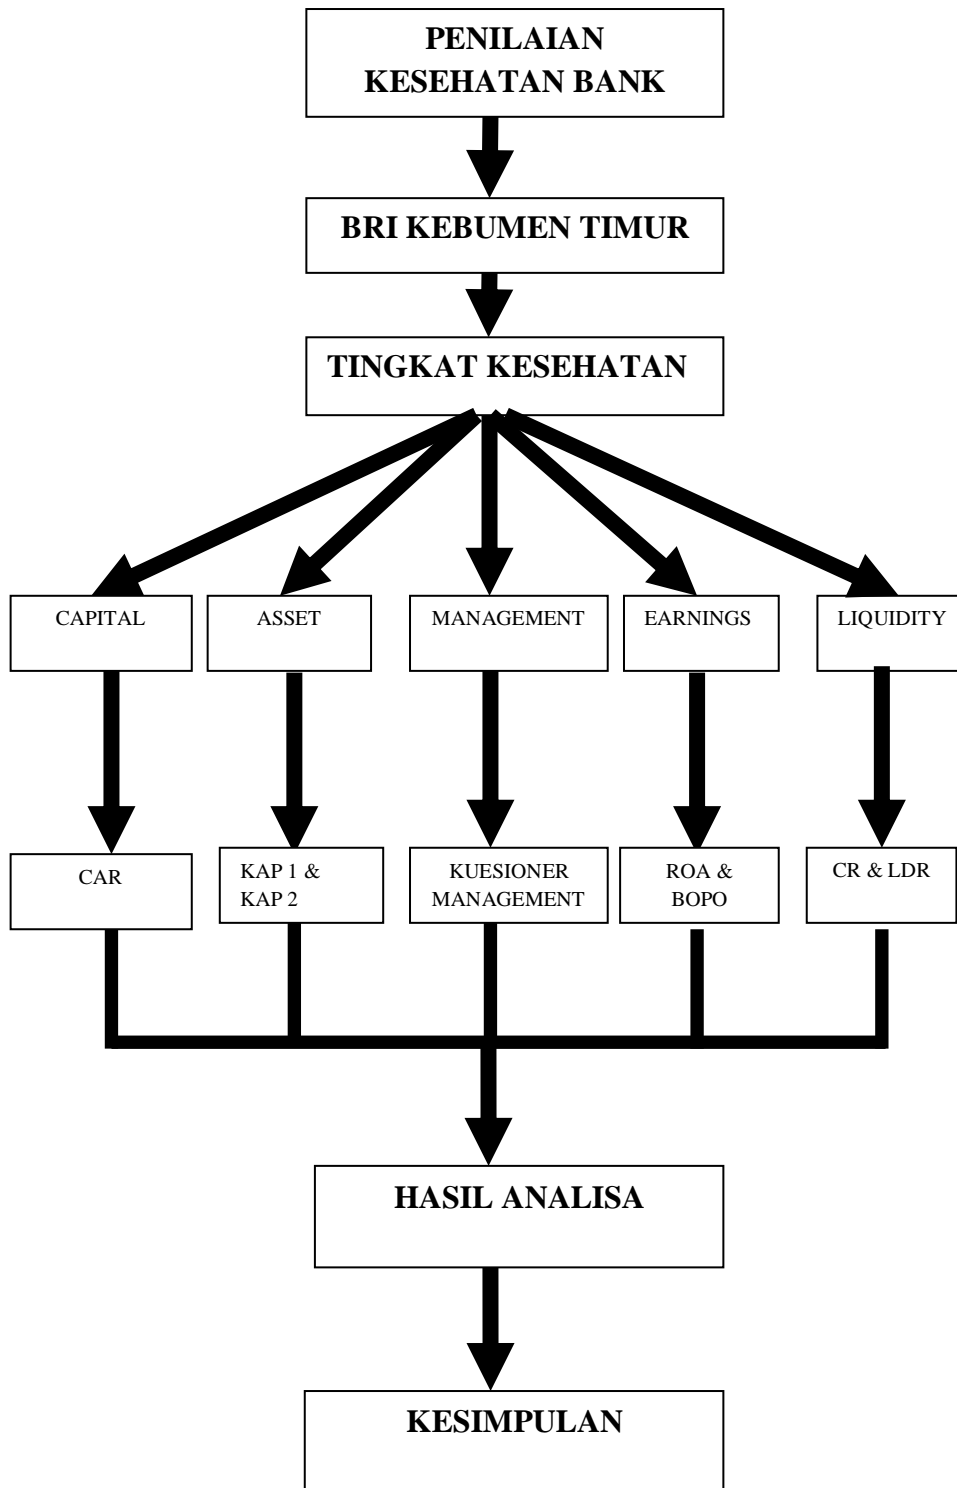 PENILAIAN
KESEHATAN BANK
BRI KEBUMEN TIMUR
TINGKAT KESEHATAN
CAPITAL
ASSET
MANAGEMENT
EARNINGS
LIQUIDITY
CAR
KAP 1 &
KAP 2
KUESIONER
MANAGEMENT
ROA &
BOPO
CR & LDR
HASIL ANALISA
KESIMPULAN